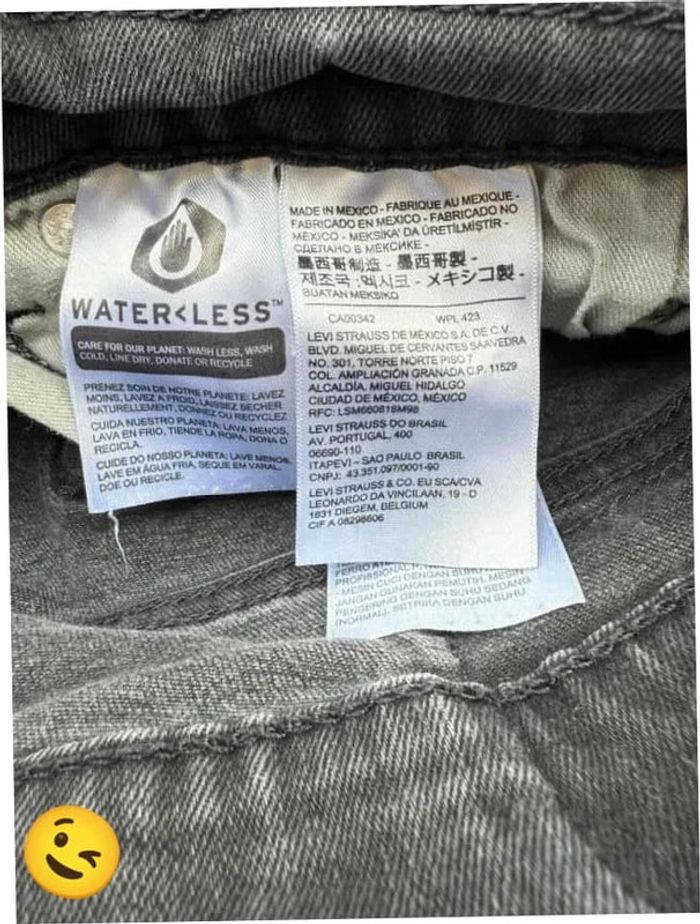 WATER<LESS™
CARE FOR OUR PLANET: WASH LESS, WASH
COLD, LINE DRY, DONATE OR RECYCLE
PRENEZ SOIN DE NOTRE PLANETE: LAVEZ
MOINS, LAVEZ A FROID, LAISSEZ SECHER
NATURELLEMENT, DONNEZ OU RECYCLEZ
CUIDA NUESTRO PLANETA: LAVA MENOS,
LAVA EN FRIO, TIENDE LA ROPA, DONA O
RECICLA.
CUIDE DO NOSSO PLANETA: LAVE MENOS,
LAVE EM ÁGUA FRIA, SEQUE EM VARAL,
DOE OU RECICLE.
MADE IN MEXICO - FABRIQUE AU MEXIQUE -
FABRICADO EN MEXICO - FABRICADO NO
MÉXICO - MEKSIKA'DA ÜRETİLMİŞTİR -
СДЕЛАНО В МЕКСИКЕ -
墨西哥制造 - 墨西哥製 -
제조국 :멕시코 - メキシコ製 -
BUATAN MEKSIKO
CA00342 WPL 423
LEVI STRAUSS DE MÉXICO S.A. DE C.V.
BLVD. MIGUEL DE CERVANTES SAAVEDRA
NO. 301, TORRE NORTE PISO 7
COL. AMPLIACIÓN GRANADA C.P. 11529
ALCALDÍA. MIGUEL HIDALGO
CIUDAD DE MÉXICO, MÉXICO
RFC: LSM660818M98
LEVI STRAUSS DO BRASIL
AV. PORTUGAL, 400
06690-110
ITAPEVI – SAO PAULO BRASIL
CNPJ: 43.351.097/0001-90
LEVI STRAUSS & CO. EU SCA/CVA
LEONARDO DA VINCILAAN, 19 - D
1831 DIEGEM, BELGIUM
CIF A 08298606
PROFISSIONAL
- MESIN CUCI DENGAN SUHU
JANGAN GUNAKAN PEMUTIH. MESIN
PENGERING DENGAN SUHU SEDANG
(NORMAL). SETRIKA DENGAN SUHU